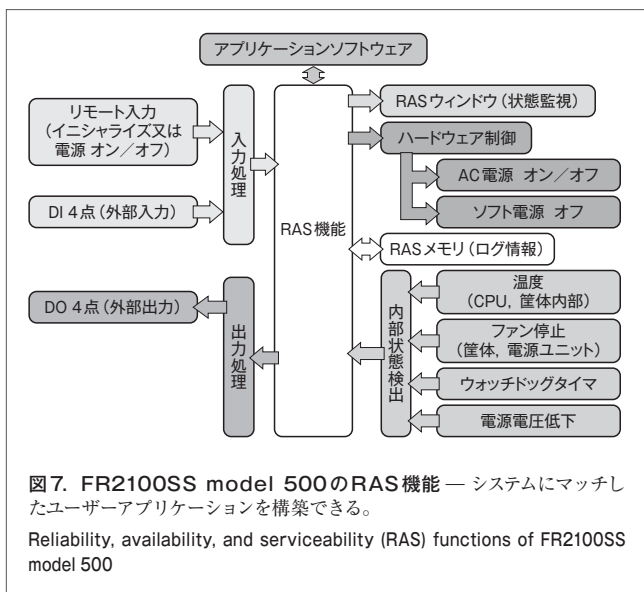 アプリケーションソフトウェア
リモート入力
(イニシャライズ又は
電源 オン／オフ)
DI 4点(外部入力)
入力処理
DO 4点(外部出力)
出力処理
RAS機能
RASウィンドウ(状態監視)
ハードウェア制御
AC電源 オン／オフ
ソフト電源 オフ
RASメモリ(ログ情報)
内部状態検出
温度
(CPU, 筐体内部)
ファン停止
(筐体, 電源ユニット)
ウォッチドッグタイマ
電源電圧低下
図7. FR2100SS model 500のRAS機能 — システムにマッチし
たユーザーアプリケーションを構築できる。
Reliability, availability, and serviceability (RAS) functions of FR2100SS
model 500